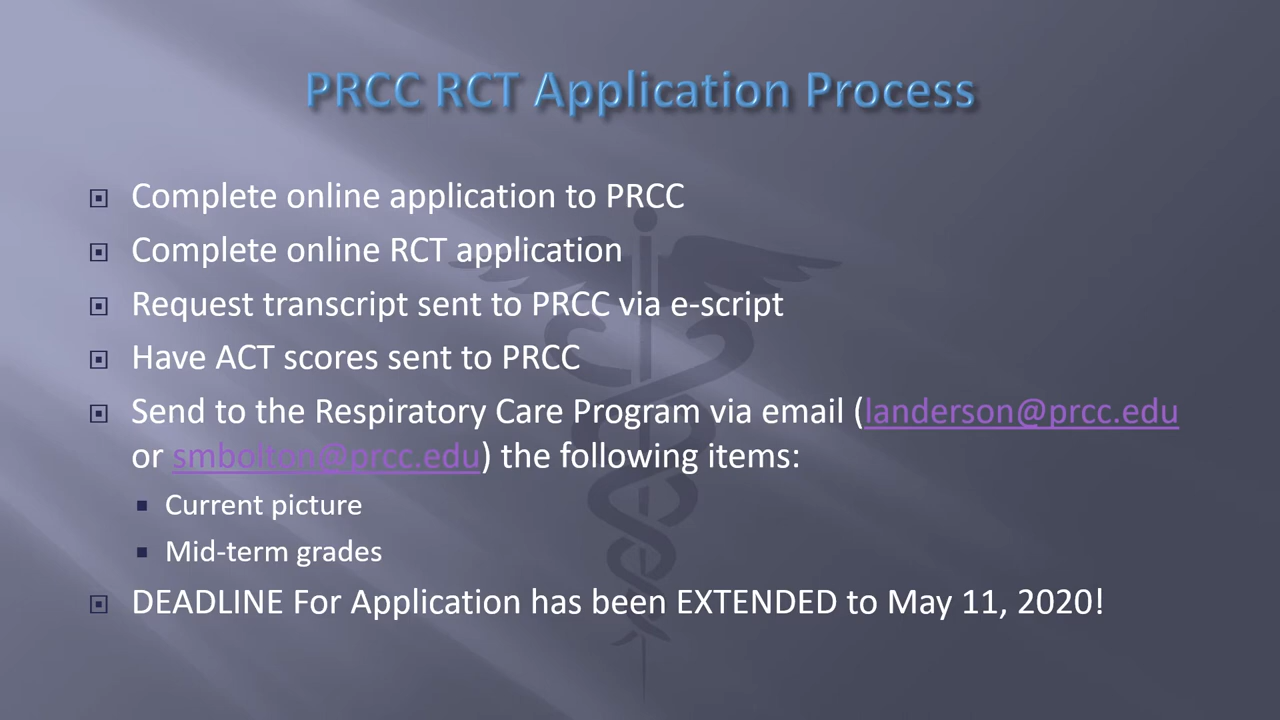 PRCC RCT Application Process
Complete online application to PRCC
Complete online RCT application
Request transcript sent to PRCC via e-script
Have ACT scores sent to PRCC
Send to the Respiratory Care Program via email (landerson@prcc.edu
or smbolton@prcc.edu) the following items:
Current picture
Mid-term grades
DEADLINE For Application has been EXTENDED to May 11, 2020!